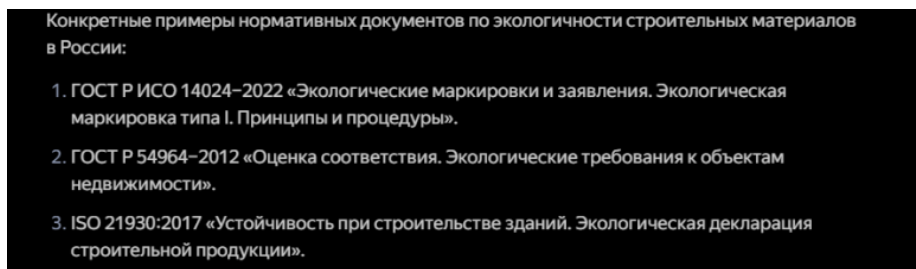 Конкретные примеры нормативных документов по экологичности строительных материалов
в России:
1. ГОСТ Р ИСО 14024–2022 «Экологические маркировки и заявления. Экологическая
маркировка типа I. Принципы и процедуры».
2. ГОСТ Р 54964–2012 «Оценка соответствия. Экологические требования к объектам
недвижимости».
3. ISO 21930:2017 «Устойчивость при строительстве зданий. Экологическая декларация
строительной продукции».